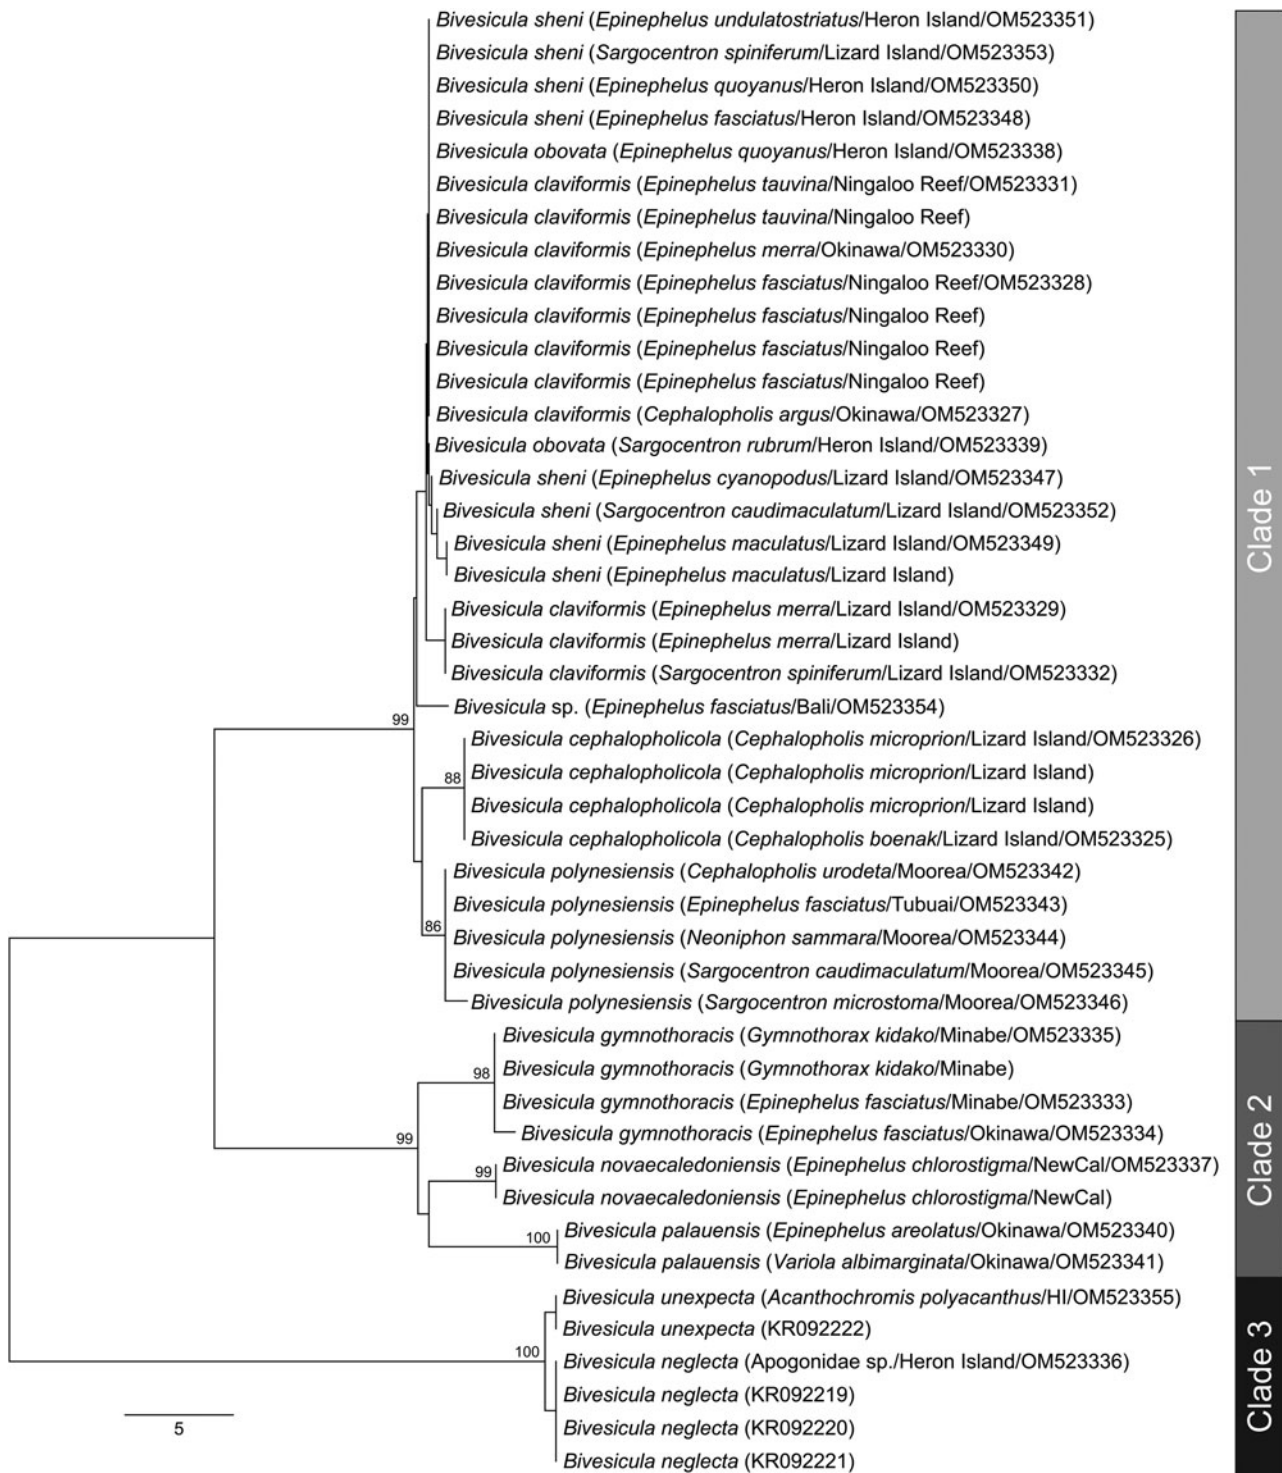 Bivesicula sheni (Epinephelus undulatostriatus/Heron Island/OM523351)
Bivesicula sheni (Sargocentron spiniferum/Lizard Island/OM523353)
Bivesicula sheni (Epinephelus quoyanus/Heron Island/OM523350)
Bivesicula sheni (Epinephelus fasciatus/Heron Island/OM523348)
Bivesicula obovata (Epinephelus quoyanus/Heron Island/OM523338)
Bivesicula claviformis (Epinephelus tauvina/Ningaloo Reef/OM523331)
Bivesicula claviformis (Epinephelus tauvina/Ningaloo Reef)
Bivesicula claviformis (Epinephelus merra/Okinawa/OM523330)
Bivesicula claviformis (Epinephelus fasciatus/Ningaloo Reef/OM523328)
Bivesicula claviformis (Epinephelus fasciatus/Ningaloo Reef)
Bivesicula claviformis (Epinephelus fasciatus/Ningaloo Reef)
Bivesicula claviformis (Epinephelus fasciatus/Ningaloo Reef)
Bivesicula claviformis (Cephalopholis argus/Okinawa/OM523327)
Bivesicula obovata (Sargocentron rubrum/Heron Island/OM523339)
Bivesicula sheni (Epinephelus cyanopodus/Lizard Island/OM523347)
Bivesicula sheni (Sargocentron caudimaculatum/Lizard Island/OM523352)
Bivesicula sheni (Epinephelus maculatus/Lizard Island/OM523349)
Bivesicula sheni (Epinephelus maculatus/Lizard Island)
Bivesicula claviformis (Epinephelus merra/Lizard Island/OM523329)
Bivesicula claviformis (Epinephelus merra/Lizard Island)
Bivesicula claviformis (Sargocentron spiniferum/Lizard Island/OM523332)
Bivesicula sp. (Epinephelus fasciatus/Bali/OM523354)
99
Bivesicula cephalopholicola (Cephalopholis microprion/Lizard Island/OM523326)
88
Bivesicula cephalopholicola (Cephalopholis microprion/Lizard Island)
Bivesicula cephalopholicola (Cephalopholis microprion/Lizard Island)
Bivesicula cephalopholicola (Cephalopholis boenak/Lizard Island/OM523325)
Bivesicula polynesiensis (Cephalopholis urodeta/Moorea/OM523342)
Bivesicula polynesiensis (Epinephelus fasciatus/Tubuai/OM523343)
86
Bivesicula polynesiensis (Neoniphon sammara/Moorea/OM523344)
Bivesicula polynesiensis (Sargocentron caudimaculatum/Moorea/OM523345)
Bivesicula polynesiensis (Sargocentron microstoma/Moorea/OM523346)
Clade 1
Bivesicula gymnothoracis (Gymnothorax kidako/Minabe/OM523335)
98
Bivesicula gymnothoracis (Gymnothorax kidako/Minabe)
Bivesicula gymnothoracis (Epinephelus fasciatus/Minabe/OM523333)
Bivesicula gymnothoracis (Epinephelus fasciatus/Okinawa/OM523334)
99
Bivesicula novaecaledoniensis (Epinephelus chlorostigma/NewCal/OM523337)
99
Bivesicula novaecaledoniensis (Epinephelus chlorostigma/NewCal)
Bivesicula palauensis (Epinephelus areolatus/Okinawa/OM523340)
100
Bivesicula palauensis (Variola albimarginata/Okinawa/OM523341)
Clade 2
Bivesicula unexpecta (Acanthochromis polyacanthus/HI/OM523355)
Bivesicula unexpecta (KR092222)
100
Bivesicula neglecta (Apogonidae sp./Heron Island/OM523336)
Bivesicula neglecta (KR092219)
Bivesicula neglecta (KR092220)
Bivesicula neglecta (KR092221)
Clade 3
5